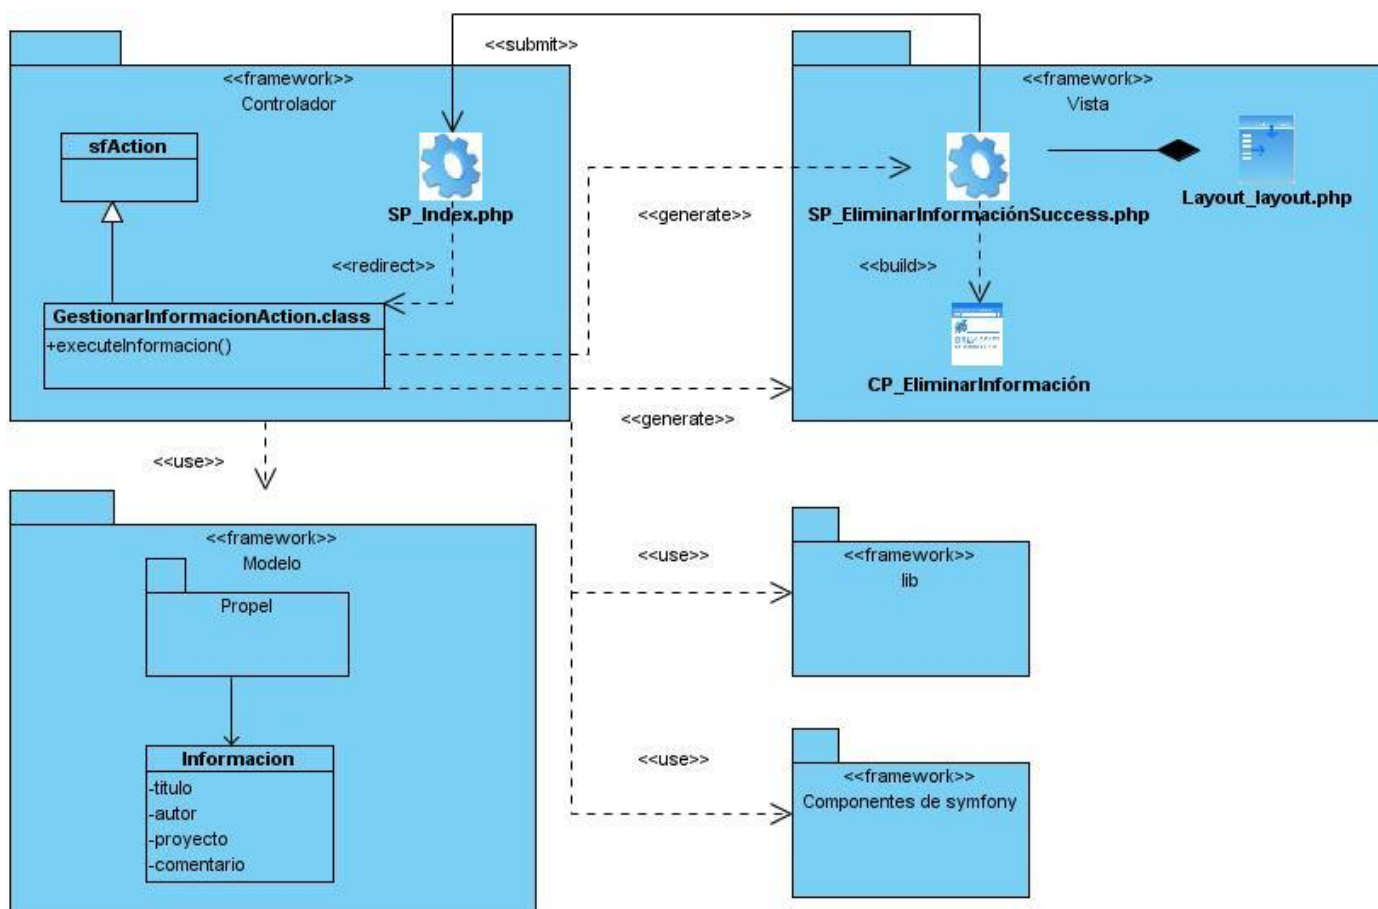 <<submit>>
<<framework>>
Controlador
sfAction
SP_Index.php
<<redirect>>
GestionarInformacionAction.class
+executeInformacion()
<<generate>>
<<generate>>
<<framework>>
Vista
SP_EliminarInformaciónSuccess.php
Layout_layout.php
<<build>>
CP_EliminarInformación
<<use>>
<<framework>>
Modelo
Propel
Informacion
-titulo
-autor
-proyecto
-comentario
<<use>>
<<framework>>
lib
<<use>>
<<framework>>
Componentes de symfony